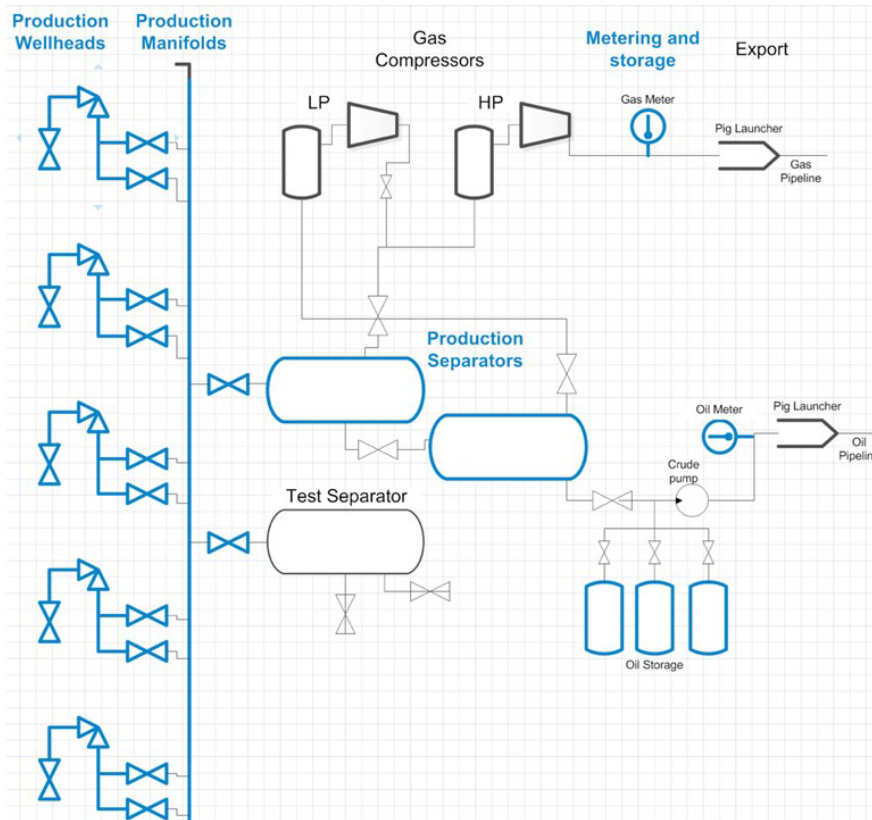 Production
Wellheads
Production
Manifolds
Gas
Compressors
Metering and
storage
Export
LP
HP
Gas Meter
Pig Launcher
Gas
Pipeline
Production
Separators
Oil Meter
Pig Launcher
Oil
Pipelin
Crude
pump
Test Separator
Oil Storage